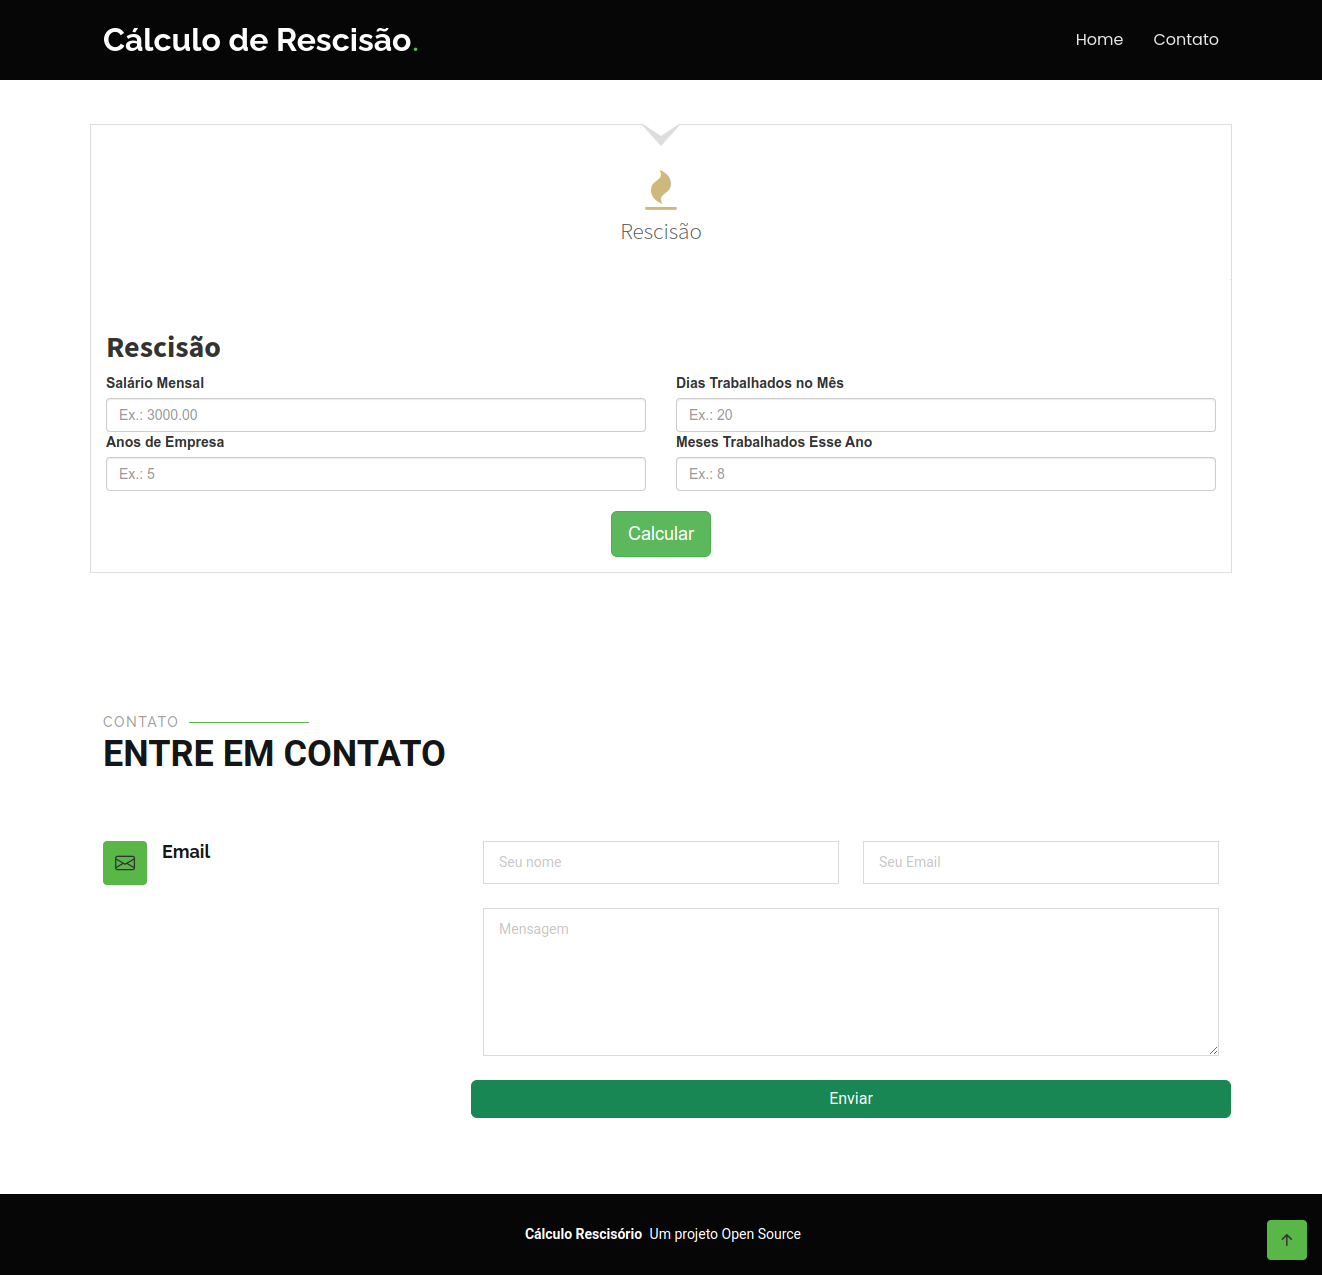 Cálculo de Rescisão.
Home Contato
Rescisão
Rescisão
Salário Mensal
Dias Trabalhados no Mês
Ex.: 3000.00
Ex.: 20
Anos de Empresa
Meses Trabalhados Esse Ano
Ex.: 5
Ex.: 8
Calcular
CONTATO
ENTRE EM CONTATO
Email
Seu nome
Seu Email
Mensagem
Enviar
Cálculo Rescisório Um projeto Open Source